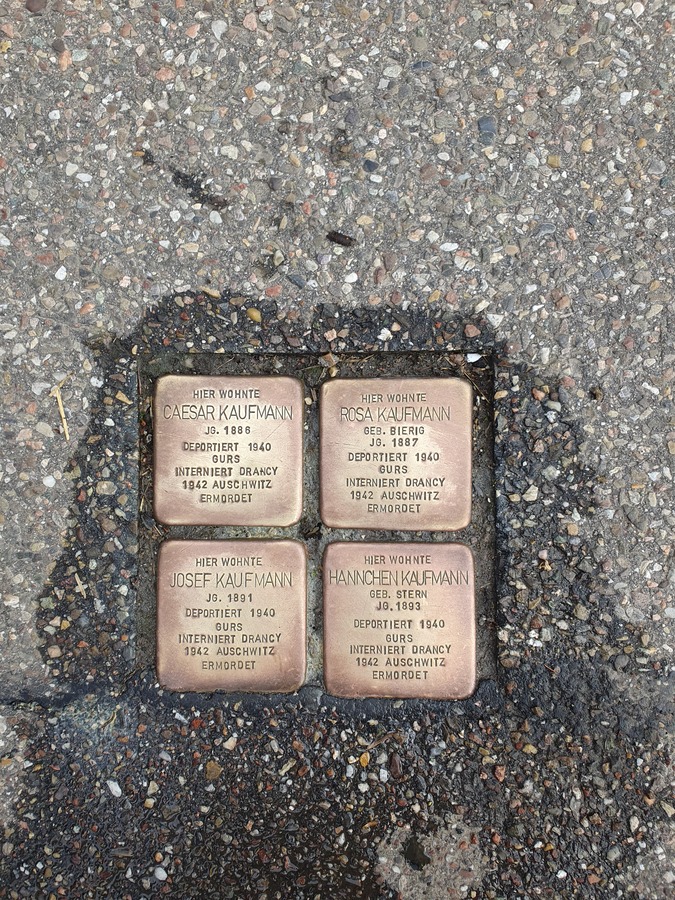 HIER WOHNTE
CAESAR KAUFMANN
JG. 1886
DEPORTIERT 1940
GURS
INTERNIERT DRANCY
1942 AUSCHWITZ
ERMORDET
HIER WOHNTE
ROSA KAUFMANN
GEB. BIERIG
JG. 1887
DEPORTIERT 1940
GURS
INTERNIERT DRANCY
1942 AUSCHWITZ
ERMORDET
HIER WOHNTE
JOSEF KAUFMANN
JG. 1891
DEPORTIERT 1940
GURS
INTERNIERT DRANCY
1942 AUSCHWITZ
ERMORDET
HIER WOHNTE
HANNCHEN KAUFMANN
GEB. STERN
JG. 1893
DEPORTIERT 1940
GURS
INTERNIERT DRANCY
1942 AUSCHWITZ
ERMORDET